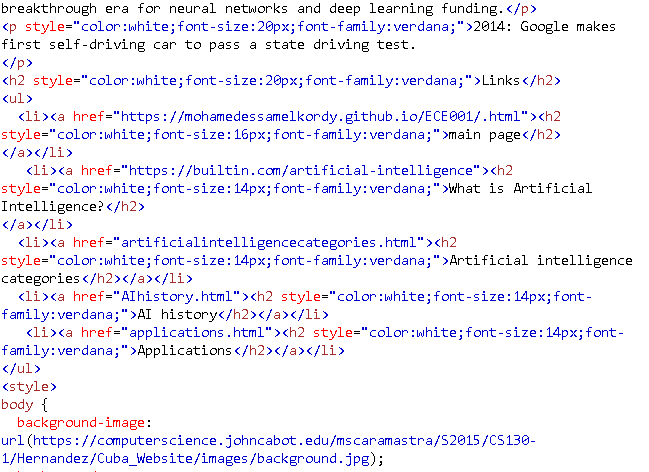 breakthrough era for neural networks and deep learning funding.</p>
<p style="color:white;font-size:20px;font-family:verdana;">2014: Google makes
first self-driving car to pass a state driving test.
</p>
<h2 style="color:white;font-size:20px;font-family:verdana;">Links</h2>
<ul>
  <li><a href="https://mohamedessamelkordy.github.io/ECE001/.html"><h2
style="color:white;font-size:16px;font-family:verdana;">main page</h2>
</a></li>
   <li><a href="https://builtin.com/artificial-intelligence"><h2
style="color:white;font-size:14px;font-family:verdana;">What is Artificial
Intelligence?</h2>
</a></li>
  <li><a href="artificialintelligencecategories.html"><h2
style="color:white;font-size:14px;font-family:verdana;">Artificial intelligence
categories</h2></a></li>
  <li><a href="AIhistory.html"><h2 style="color:white;font-size:14px;font-
family:verdana;">AI history</h2></a></li>
   <li><a href="applications.html"><h2 style="color:white;font-size:14px;font-
family:verdana;">Applications</h2></a></li>
</ul>
<style>
body {
  background-image:
url(https://computerscience.johncabot.edu/mscaramastra/S2015/CS130-
1/Hernandez/Cuba_Website/images/background.jpg);